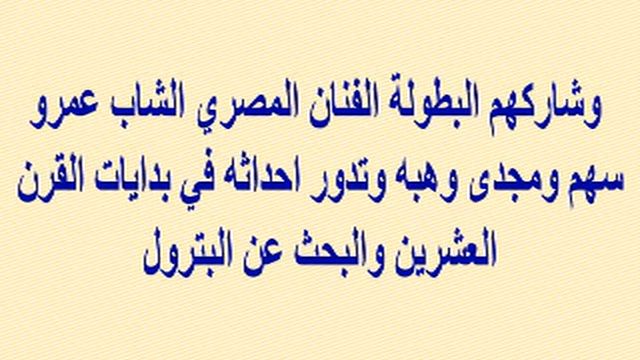 وشاركهم البطولة الفنان المصري الشاب عمرو
سهم ومجدى وهبه وتدور احداثه في بدايات القرن
العشرين والبحث عن البترول